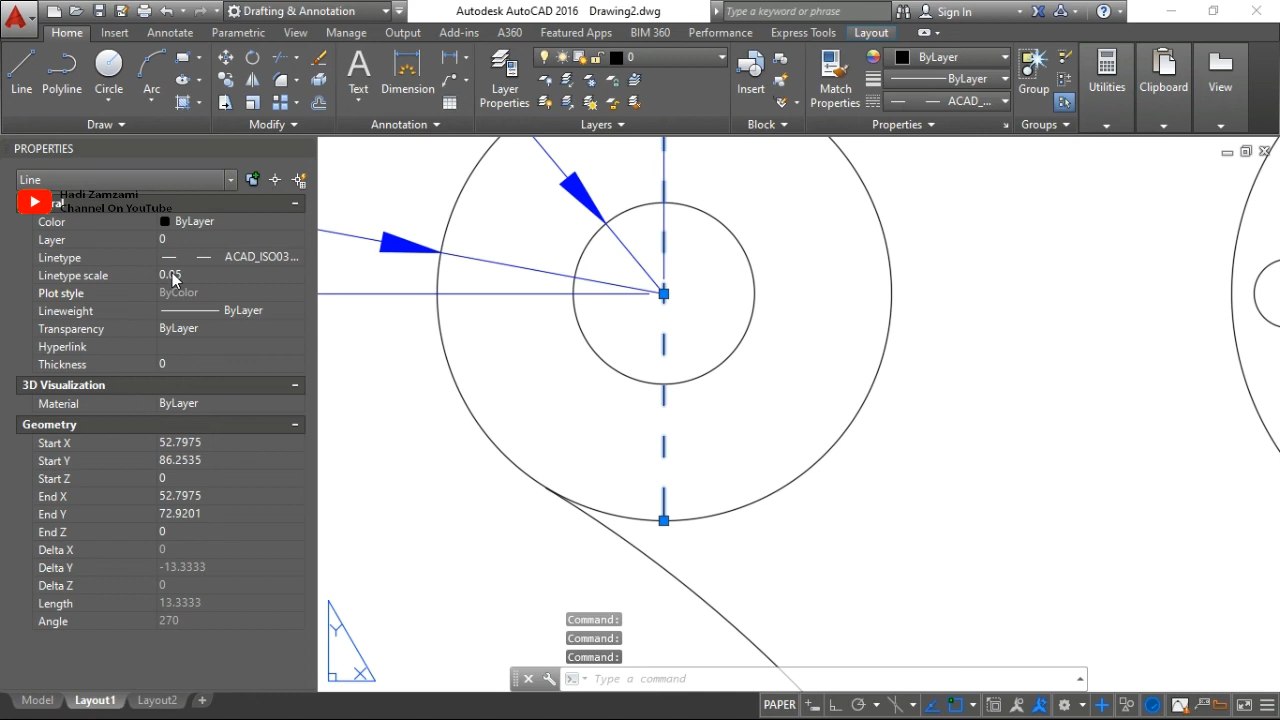 Drafting & Annotation
Autodesk AutoCAD 2016 Drawing2.dwg
Type a keyword or phrase
Sign In
Home Insert Annotate Parametric View Manage Output Add-ins A360 Featured Apps BIM 360 Performance Express Tools Layout
Line Polyline Circle Arc
Text Dimension
Layer Properties
0
Insert
Match Properties
ByLayer
ByLayer
ACAD_...
Group
Utilities
Clipboard
View
Draw Modify Annotation Layers Block Properties Groups
PROPERTIES
Line
Hadi Zamzami
Channel On YouTube
Color ByLayer
Layer 0
Linetype ACAD_ISO03...
Linetype scale 0.05
Plot style ByColor
Lineweight ByLayer
Transparency ByLayer
Hyperlink
Thickness 0
3D Visualization
Material ByLayer
Geometry
Start X 52.7975
Start Y 86.2535
Start Z 0
End X 52.7975
End Y 72.9201
End Z 0
Delta X 0
Delta Y -13.3333
Delta Z 0
Length 13.3333
Angle 270
Y
X
Command:
Command:
Command:
Type a command
Model Layout1 Layout2 +
PAPER